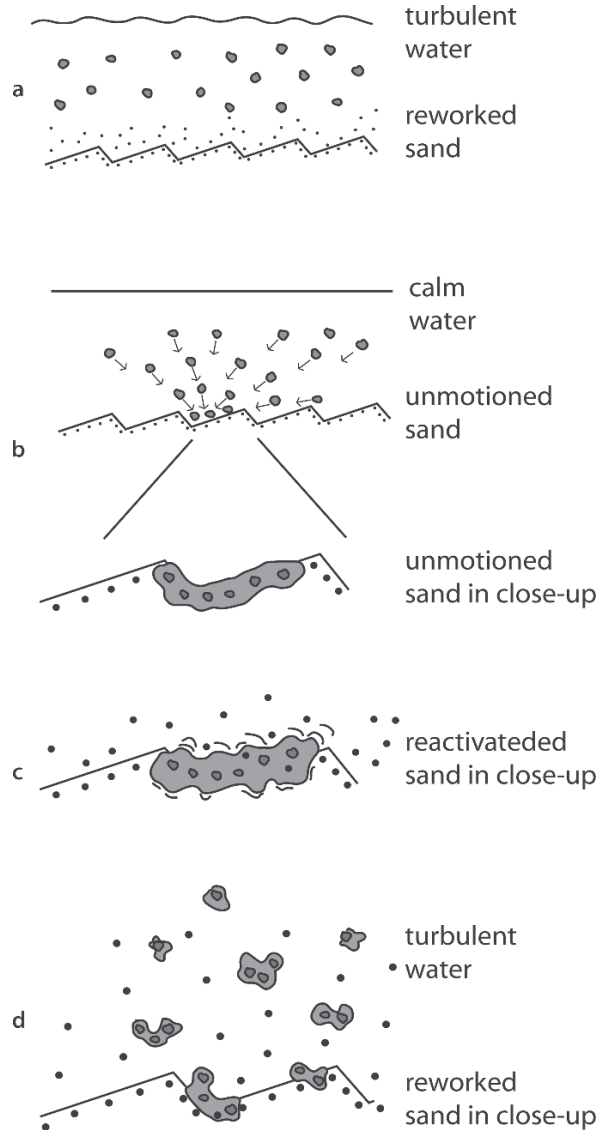 turbulent
water
a
reworked
sand
calm
water
unmotioned
sand
b
unmotioned
sand in close-up
reactivateded
sand in close-up
c
turbulent
water
d
reworked
sand in close-up